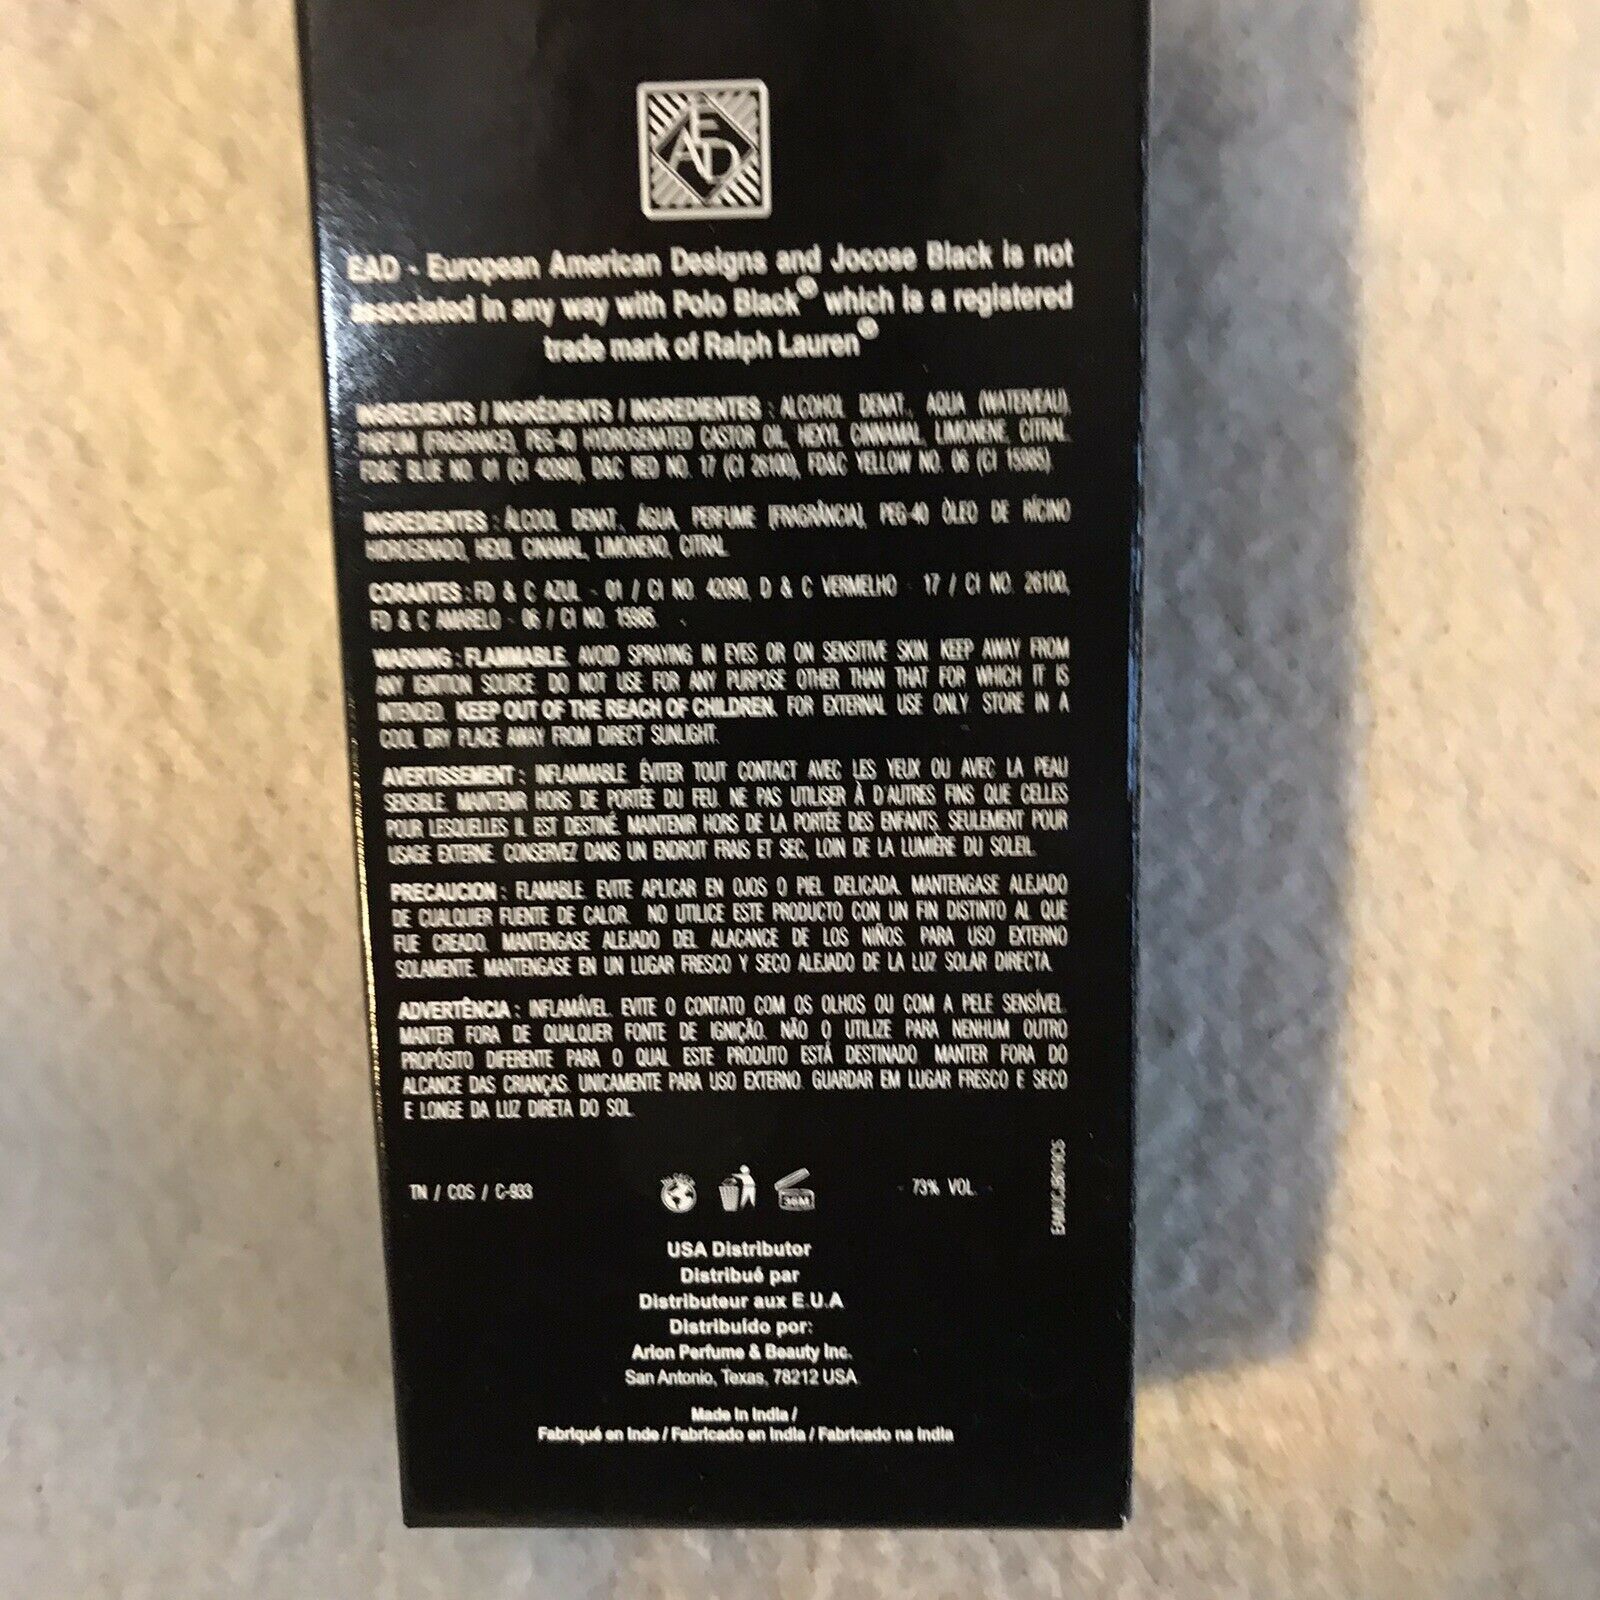 EAD
EAD - European American Designs and Jocose Black is not
associated in any way with Polo Black® which is a registered
trade mark of Ralph Lauren®
INGREDIENTS / INGRÉDIENTS / INGREDIENTES : ALCOHOL DENAT., AQUA (WATER/EAU),
PARFUM (FRAGRANCE), PEG-40 HYDROGENATED CASTOR OIL, HEXYL CINNAMAL, LIMONENE, CITRAL.
FD&C BLUE NO. 01 (CI 42090), D&C RED NO. 17 (CI 26100), FD&C YELLOW NO. 06 (CI 15985).
INGREDIENTES : ÁLCOOL DENAT., ÁGUA, PERFUME [FRAGRÂNCIA], PEG-40 ÒLEO DE RÍCINO
HIDROGENADO, HEXIL CINAMAL, LIMONENO, CITRAL.
CORANTES : FD & C AZUL - 01 / CI NO. 42090, D & C VERMELHO - 17 / CI NO. 26100,
FD & C AMARELO - 06 / CI NO. 15985.
WARNING : FLAMMABLE. AVOID SPRAYING IN EYES OR ON SENSITIVE SKIN. KEEP AWAY FROM
ANY IGNITION SOURCE. DO NOT USE FOR ANY PURPOSE OTHER THAN THAT FOR WHICH IT IS
INTENDED. KEEP OUT OF THE REACH OF CHILDREN. FOR EXTERNAL USE ONLY. STORE IN A
COOL DRY PLACE AWAY FROM DIRECT SUNLIGHT.
AVERTISSEMENT : INFLAMMABLE. ÉVITER TOUT CONTACT AVEC LES YEUX OU AVEC LA PEAU
SENSIBLE. MAINTENIR HORS DE PORTÉE DU FEU. NE PAS UTILISER À D'AUTRES FINS QUE CELLES
POUR LESQUELLES IL EST DESTINÉ. MAINTENIR HORS DE LA PORTÉE DES ENFANTS. SEULEMENT POUR
USAGE EXTERNE. CONSERVEZ DANS UN ENDROIT FRAIS ET SEC, LOIN DE LA LUMIÈRE DU SOLEIL.
PRECAUCION : FLAMABLE. EVITE APLICAR EN OJOS O PIEL DELICADA. MANTENGASE ALEJADO
DE CUALQUIER FUENTE DE CALOR. NO UTILICE ESTE PRODUCTO CON UN FIN DISTINTO AL QUE
FUE CREADO. MANTENGASE ALEJADO DEL ALACANCE DE LOS NIÑOS. PARA USO EXTERNO
SOLAMENTE. MANTENGASE EN UN LUGAR FRESCO Y SECO ALEJADO DE LA LUZ SOLAR DIRECTA.
ADVERTÊNCIA : INFLAMÁVEL. EVITE O CONTATO COM OS OLHOS OU COM A PELE SENSÍVEL.
MANTER FORA DE QUALQUER FONTE DE IGNIÇÃO. NÃO O UTILIZE PARA NENHUM OUTRO
PROPÓSITO DIFERENTE PARA O QUAL ESTE PRODUTO ESTÁ DESTINADO. MANTER FORA DO
ALCANCE DAS CRIANÇAS. UNICAMENTE PARA USO EXTERNO. GUARDAR EM LUGAR FRESCO E SECO
E LONGE DA LUZ DIRETA DO SOL.
TN / COS / C-933
36M
73% VOL.
USA Distributor
Distribué par
Distributeur aux E.U.A
Distribuido por:
Arion Perfume & Beauty Inc.
San Antonio, Texas, 78212 USA
Made in India /
Fabriqué en Inde / Fabricado en India / Fabricado na India